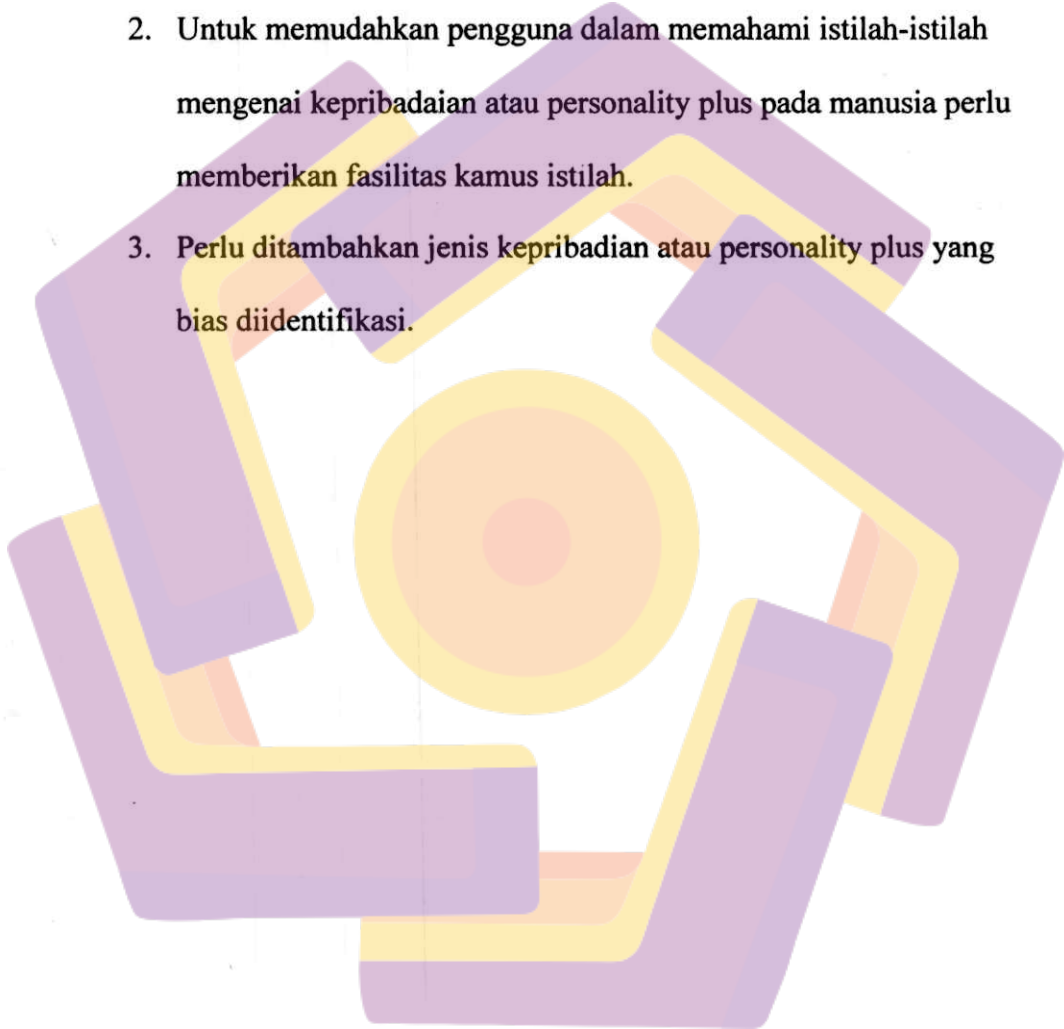 2. Untuk memudahkan pengguna dalam memahami istilah-istilah
mengenai kepribadaian atau personality plus pada manusia perlu
memberikan fasilitas kamus istilah.
3. Perlu ditambahkan jenis kepribadian atau personality plus yang
bias diidentifikasi.